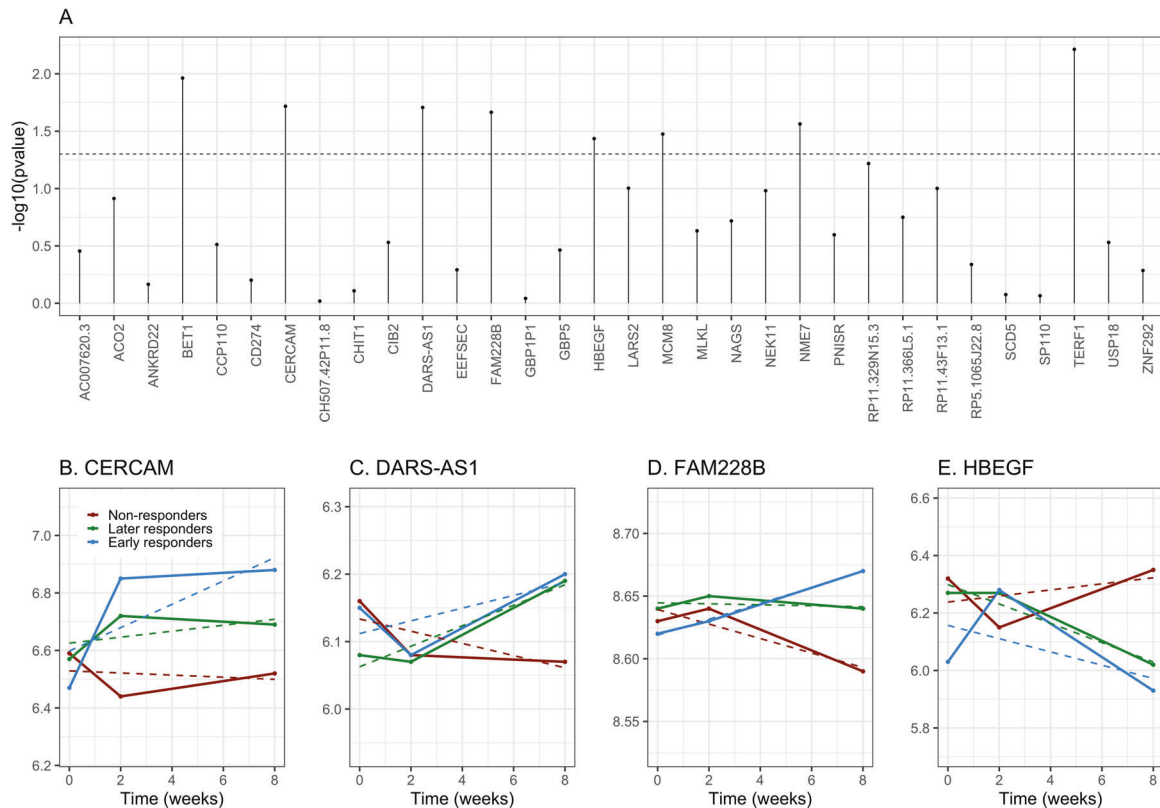 A
-log10(pvalue)
2.0
1.5
1.0
0.5
0.0
AC007620.3
ACO2
ANKRD22
BET1
CCP110
CD274
CERCAM
CH507.42P11.8
CHIT1
CIB2
DARS-AS1
EEFSEC
FAM228B
GBP1P1
GBP5
HBEGF
LARS2
MCM8
MLKL
NAGS
NEK11
NME7
PNISR
RP11.329N15.3
RP11.366L5.1
RP11.43F13.1
RP5.1065J22.8
SCD5
SP110
TERF1
USP18
ZNF292
B. CERCAM
7.0
6.8
6.6
6.4
6.2
Non-responders
Later responders
Early responders
0 2 4 6 8
Time (weeks)
C. DARS-AS1
6.3
6.2
6.1
6.0
0 2 4 6 8
Time (weeks)
D. FAM228B
8.70
8.65
8.60
8.55
0 2 4 6 8
Time (weeks)
E. HBEGF
6.6
6.4
6.2
6.0
5.8
0 2 4 6 8
Time (weeks)